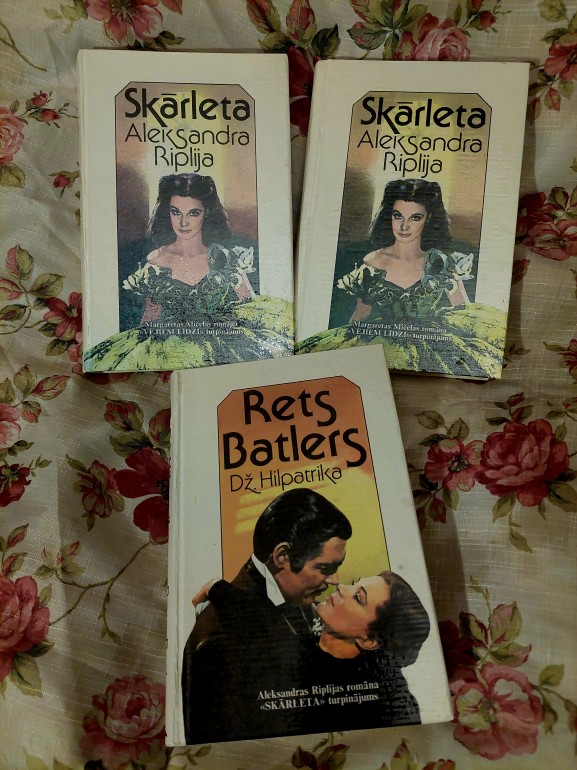 Skārleta
Aleksandra
Riplija
Margaretas Mičelas romāna
«VĒJIEM LĪDZI» turpinājums
Skārleta
Aleksandra
Riplija
Margaretas Mičelas romāna
«VĒJIEM LĪDZI» turpinājums
Rets
Batlers
Dž. Hilpatrika
Aleksandras Riplijas romāna
«SKĀRLETA» turpinājums